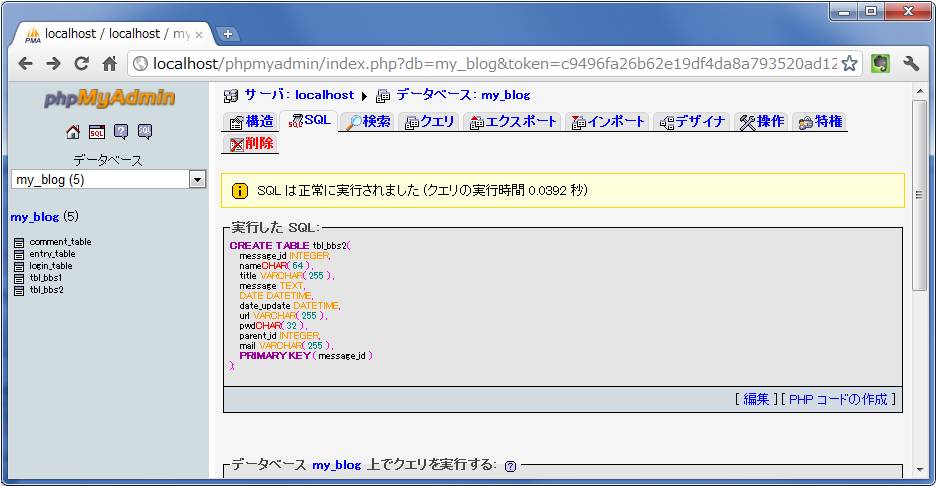 localhost / localhost / my
localhost/phpmyadmin/index.php?db=my_blog&token=c9496fa26b62e19df4da8a793520ad12
phpMyAdmin
データベース
my_blog (5)
my_blog (5)
comment_table
entry_table
login_table
tbl_bbs1
tbl_bbs2
サーバ: localhost ▶ データベース: my_blog
構造 SQL 検索 クエリ エクスポート インポート デザイナ 操作 特権
削除
SQL は正常に実行されました (クエリの実行時間 0.0392 秒)
実行した SQL:
CREATE TABLE tbl_bbs2(
message_id INTEGER,
nameCHAR( 64 ),
title VARCHAR( 255 ),
message TEXT,
DATE DATETIME,
date_update DATETIME,
url VARCHAR( 255 ),
pwdCHAR( 32 ),
parent_id INTEGER,
mail VARCHAR( 255 ),
PRIMARY KEY ( message_id )
);
[ 編集 ] [ PHP コードの作成 ]
データベース my_blog 上でクエリを実行する: